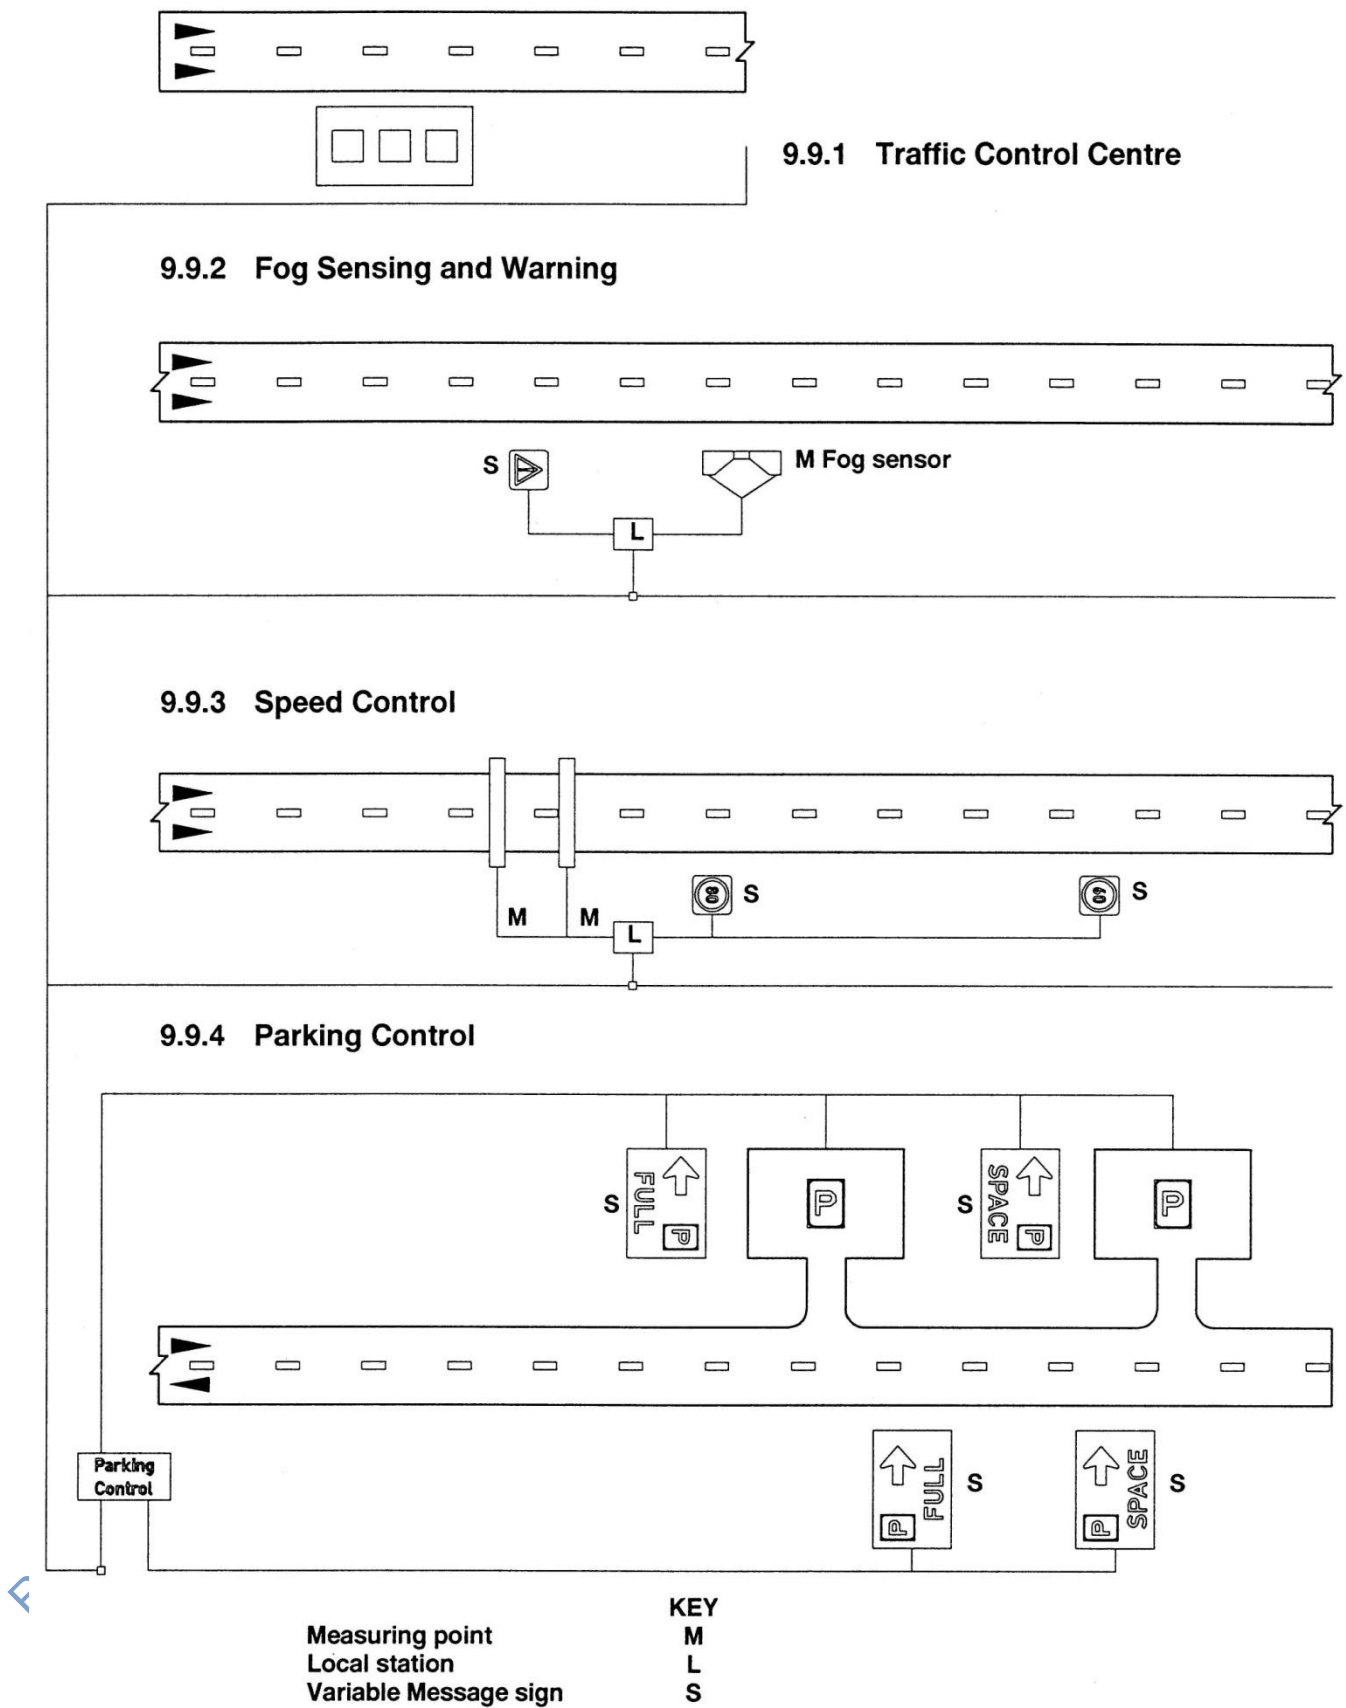 9.9.1 Traffic Control Centre
9.9.2 Fog Sensing and Warning
S
M Fog sensor
L
9.9.3 Speed Control
80
S
60
S
M
M
L
9.9.4 Parking Control
S
FULL
P
P
S
SPACE
P
P
Parking
Control
P
FULL
S
P
SPACE
S
KEY
Measuring point M
Local station L
Variable Message sign S